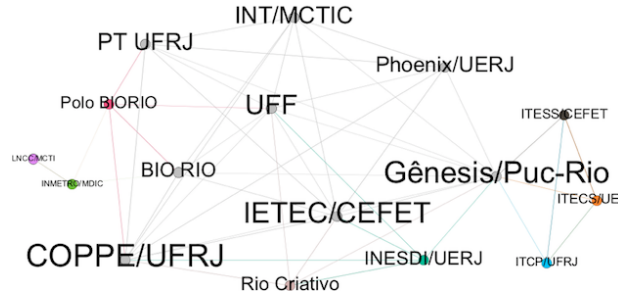 INT/MCTIC
PT UFRJ
Phoenix/UERJ
Polo BIORIO
UFF
ITESS/CEFET
LNCC/MCTI
BIO RIO
Gênesis/Puc-Rio
INMETRO/MDIC
ITECS/UE
IETEC/CEFET
COPPE/UFRJ
INESDI/UERJ
ITCP/UFRJ
Rio Criativo